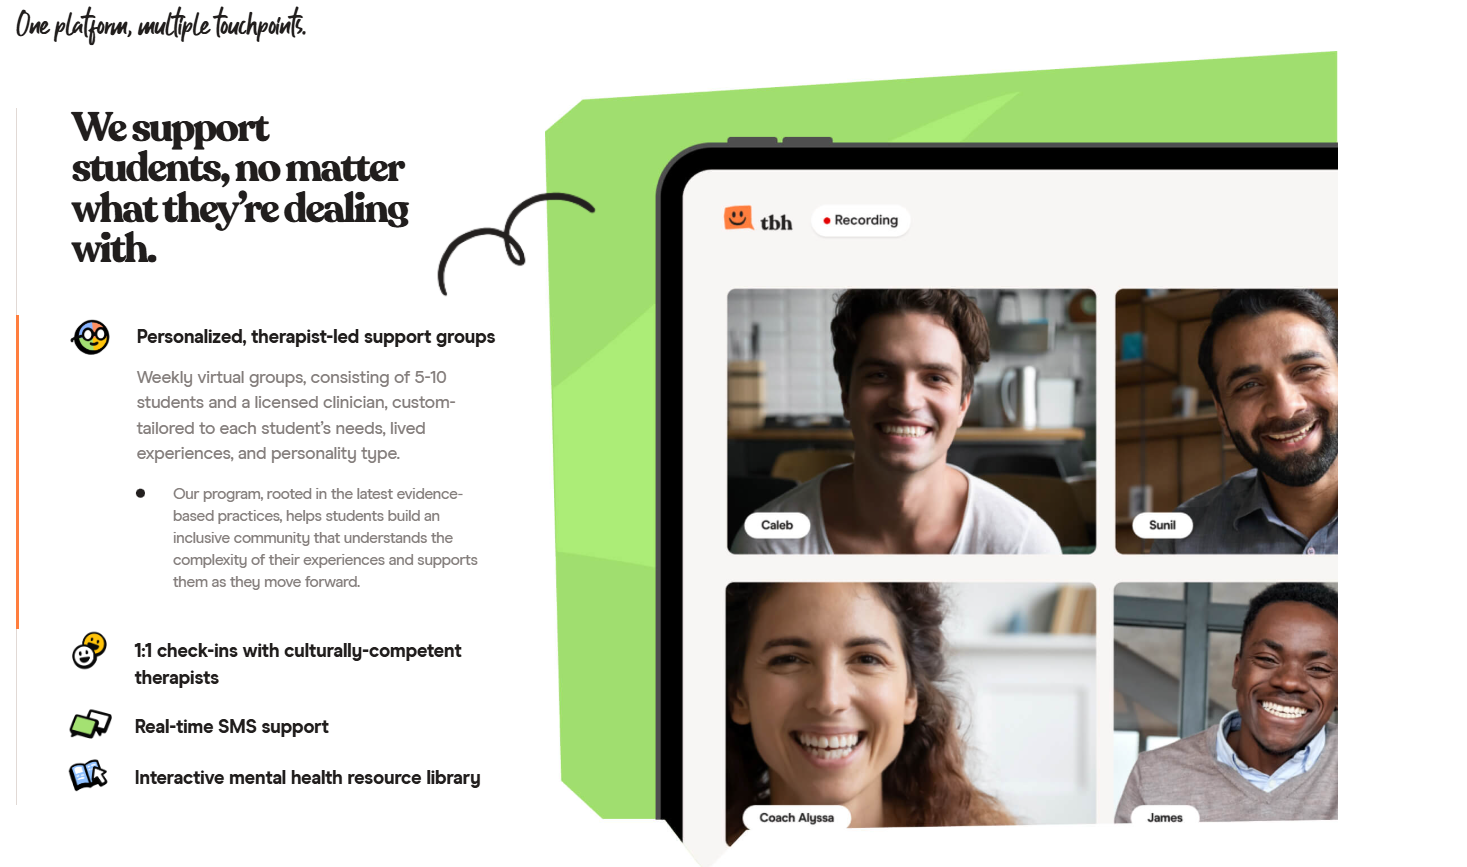 One platform, multiple touchpoints.
We support
students, no matter
what they're dealing
with.
Personalized, therapist-led support groups
Weekly virtual groups, consisting of 5-10
students and a licensed clinician, custom-
tailored to each student's needs, lived
experiences, and personality type.
Our program, rooted in the latest evidence-
based practices, helps students build an
inclusive community that understands the
complexity of their experiences and supports
them as they move forward.
1:1 check-ins with culturally-competent
therapists
Real-time SMS support
Interactive mental health resource library
tbh
Recording
Caleb
Sunil
Coach Alyssa
James